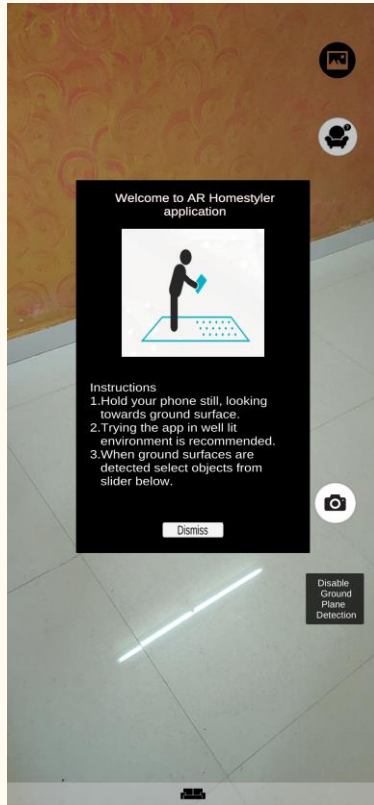 Welcome to AR Homestyler
application
Instructions
1.Hold your phone still, looking
towards ground surface.
2.Trying the app in well lit
environment is recommended.
3.When ground surfaces are
detected select objects from
slider below.
Dismiss
Disable
Ground
Plane
Detection